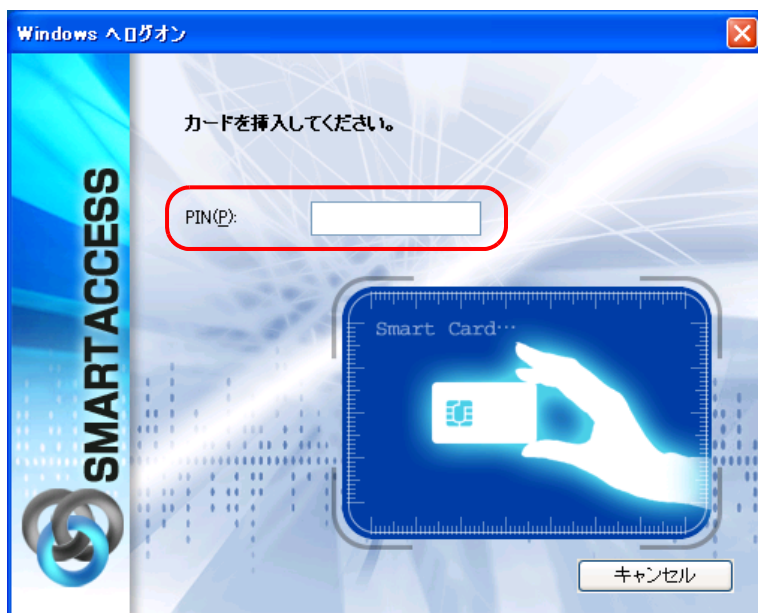 Windows へログオン
カードを挿入してください。
PIN(P):
SMARTACCESS
Smart Card…
キャンセル